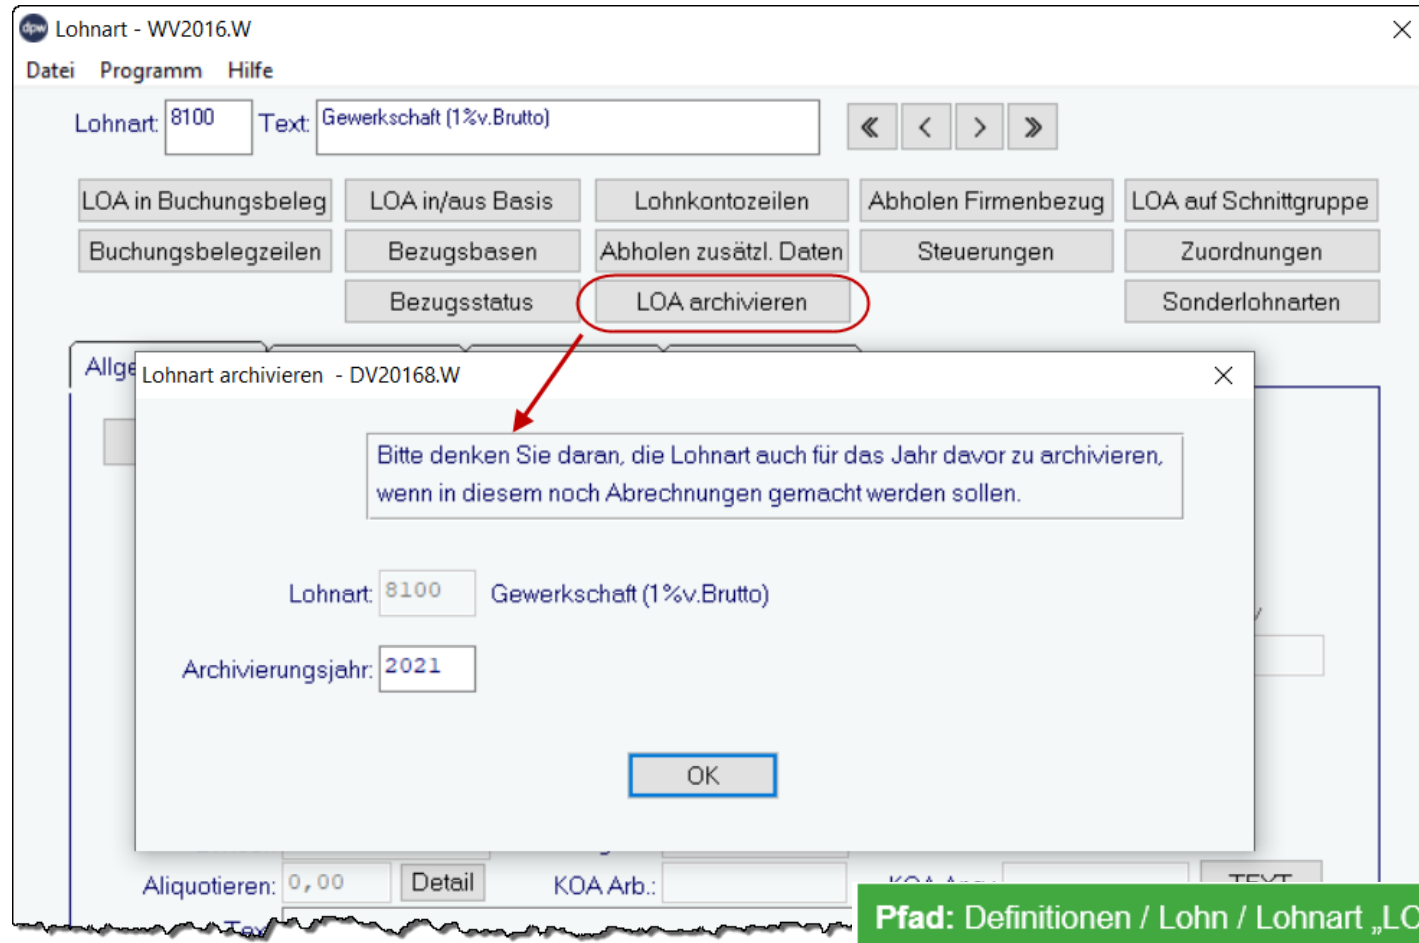 dpw Lohnart - WV2016.W
Datei Programm Hilfe
Lohnart: 8100 Text: Gewerkschaft (1%v.Brutto)
LOA in Buchungsbeleg LOA in/aus Basis Lohnkontozeilen Abholen Firmenbezug LOA auf Schnittgruppe
Buchungsbelegzeilen Bezugsbasen Abholen zusätzl. Daten Steuerungen Zuordnungen
Bezugsstatus LOA archivieren Sonderlohnarten
Allge
Lohnart archivieren - DV20168.W
Bitte denken Sie daran, die Lohnart auch für das Jahr davor zu archivieren,
wenn in diesem noch Abrechnungen gemacht werden sollen.
Lohnart: 8100 Gewerkschaft (1%v.Brutto)
Archivierungsjahr: 2021
OK
Aliquotieren: 0,00 Detail KOA Arb.:
Pfad: Definitionen / Lohn / Lohnart „LO